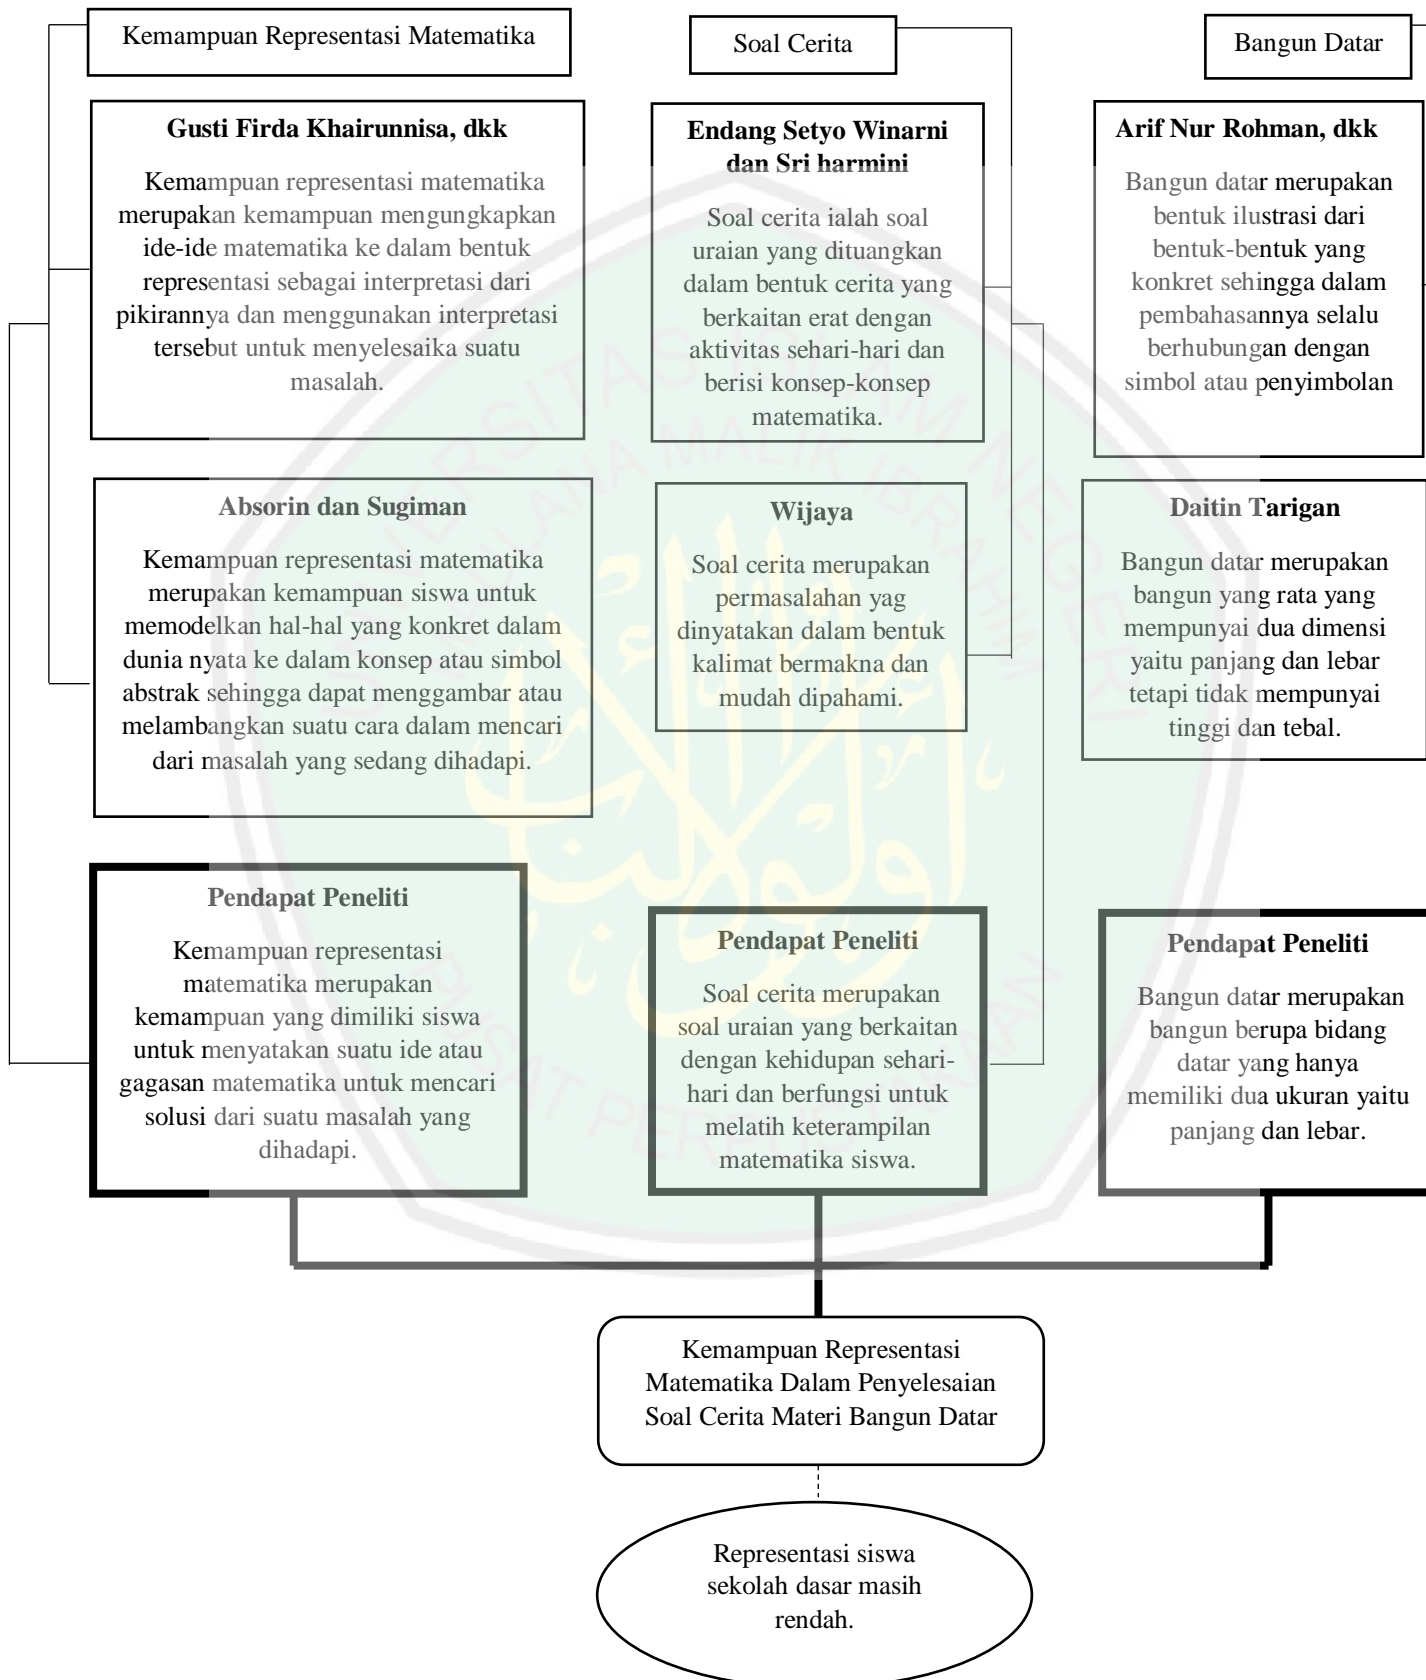 Kemampuan Representasi Matematika
Gusti Firda Khairunnisa, dkk
Kemampuan representasi matematika
merupakan kemampuan mengungkapkan
ide-ide matematika ke dalam bentuk
representasi sebagai interpretasi dari
pikirannya dan menggunakan interpretasi
tersebut untuk menyelesaika suatu
masalah.
Absorin dan Sugiman
Kemampuan representasi matematika
merupakan kemampuan siswa untuk
memodelkan hal-hal yang konkret dalam
dunia nyata ke dalam konsep atau simbol
abstrak sehingga dapat menggambar atau
melambangkan suatu cara dalam mencari
dari masalah yang sedang dihadapi.
Pendapat Peneliti
Kemampuan representasi
matematika merupakan
kemampuan yang dimiliki siswa
untuk menyatakan suatu ide atau
gagasan matematika untuk mencari
solusi dari suatu masalah yang
dihadapi.
Soal Cerita
Endang Setyo Winarni
dan Sri harmini
Soal cerita ialah soal
uraian yang dituangkan
dalam bentuk cerita yang
berkaitan erat dengan
aktivitas sehari-hari dan
berisi konsep-konsep
matematika.
Wijaya
Soal cerita merupakan
permasalahan yag
dinyatakan dalam bentuk
kalimat bermakna dan
mudah dipahami.
Pendapat Peneliti
Soal cerita merupakan
soal uraian yang berkaitan
dengan kehidupan sehari-
hari dan berfungsi untuk
melatih keterampilan
matematika siswa.
Bangun Datar
Arif Nur Rohman, dkk
Bangun datar merupakan
bentuk ilustrasi dari
bentuk-bentuk yang
konkret sehingga dalam
pembahasannya selalu
berhubungan dengan
simbol atau penyimbolan
Daitin Tarigan
Bangun datar merupakan
bangun yang rata yang
mempunyai dua dimensi
yaitu panjang dan lebar
tetapi tidak mempunyai
tinggi dan tebal.
Pendapat Peneliti
Bangun datar merupakan
bangun berupa bidang
datar yang hanya
memiliki dua ukuran yaitu
panjang dan lebar.
Kemampuan Representasi
Matematika Dalam Penyelesaian
Soal Cerita Materi Bangun Datar
Representasi siswa
sekolah dasar masih
rendah.
UNIVERSITAS ISLAM NEGERI
MAULANA MALIK IBRAHIM
PUSAT PERPUSTAKAAN